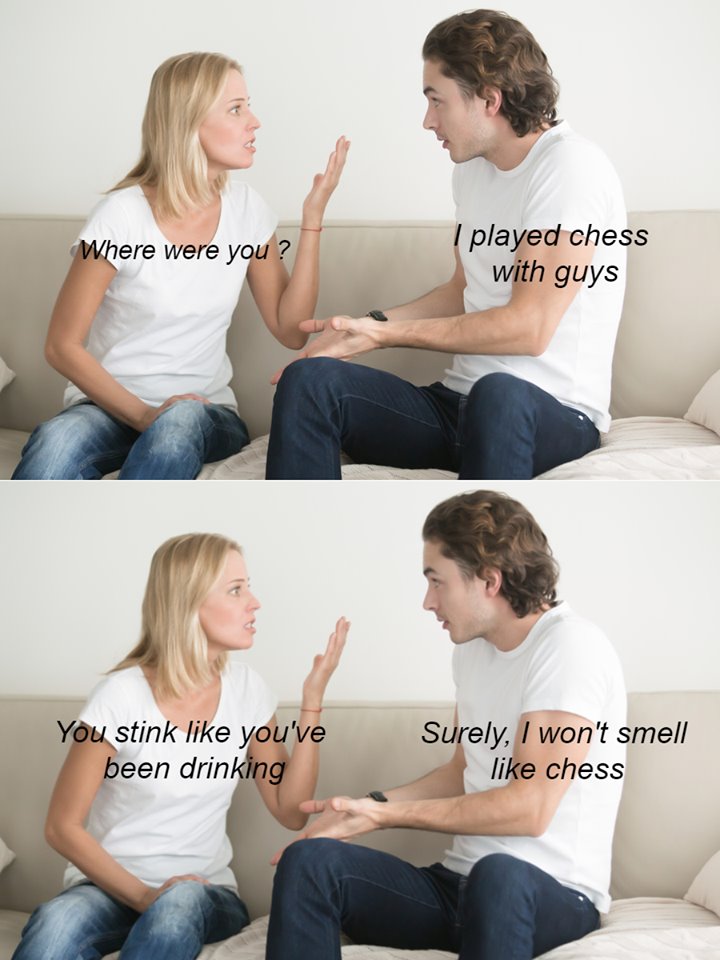 Where were you ?
I played chess
with guys
You stink like you've
been drinking
Surely, I won't smell
like chess